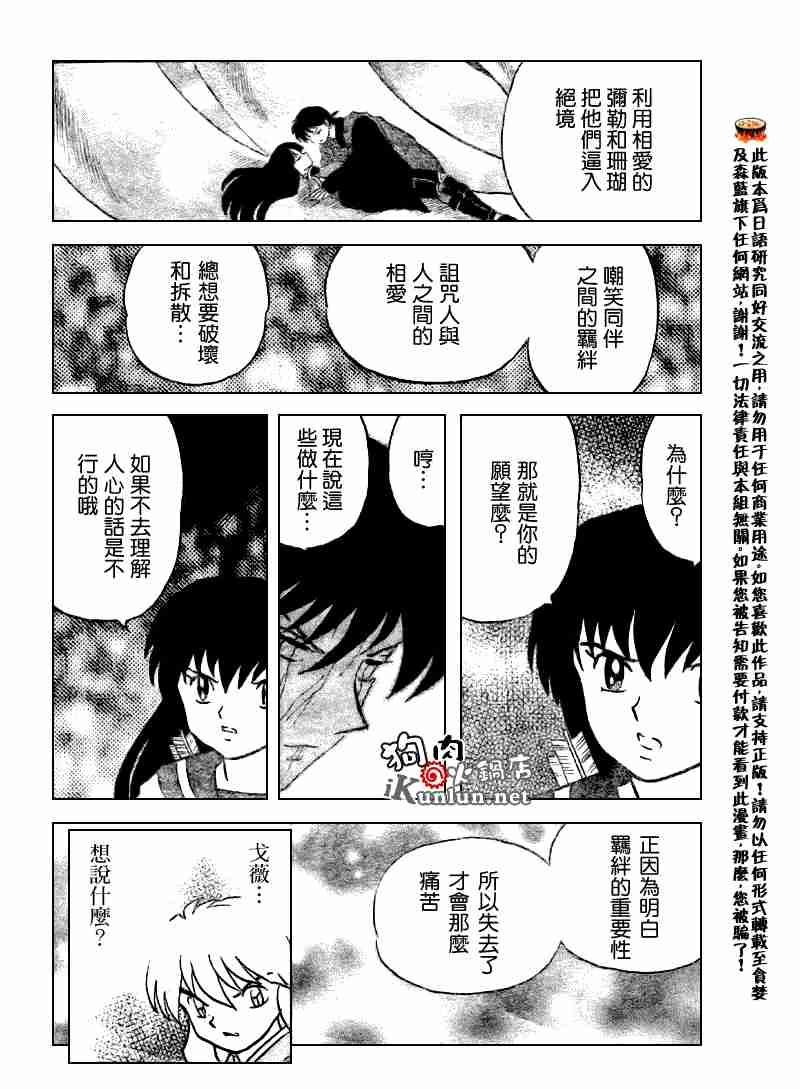 利用相愛的
彌勒和珊瑚
把他們逼入
絕境
嘲笑同伴
之間的羈絆
詛咒人與
人之間的
相愛
總想要破壞
和拆散…
為什麼?
那就是你的
願望麼?
哼…
現在說這
些做什麼…
如果不去理解
人心的話是不
行的哦
正因為明白
羈絆的重要性
所以失去了
才會那麼
痛苦
戈薇…
想說什麼?
狗肉
火鍋店
iKunlun.net
此版本爲日語研究同好交流之用,請勿用于任何商業用途。如您喜歡此作品,請支持正版!請勿以任何形式轉載至貪婪
及森藍旗下任何網站,謝謝!一切法律責任與本組無關。如果您被告知需要付款才能看到此漫畫,那麼,您被騙了!